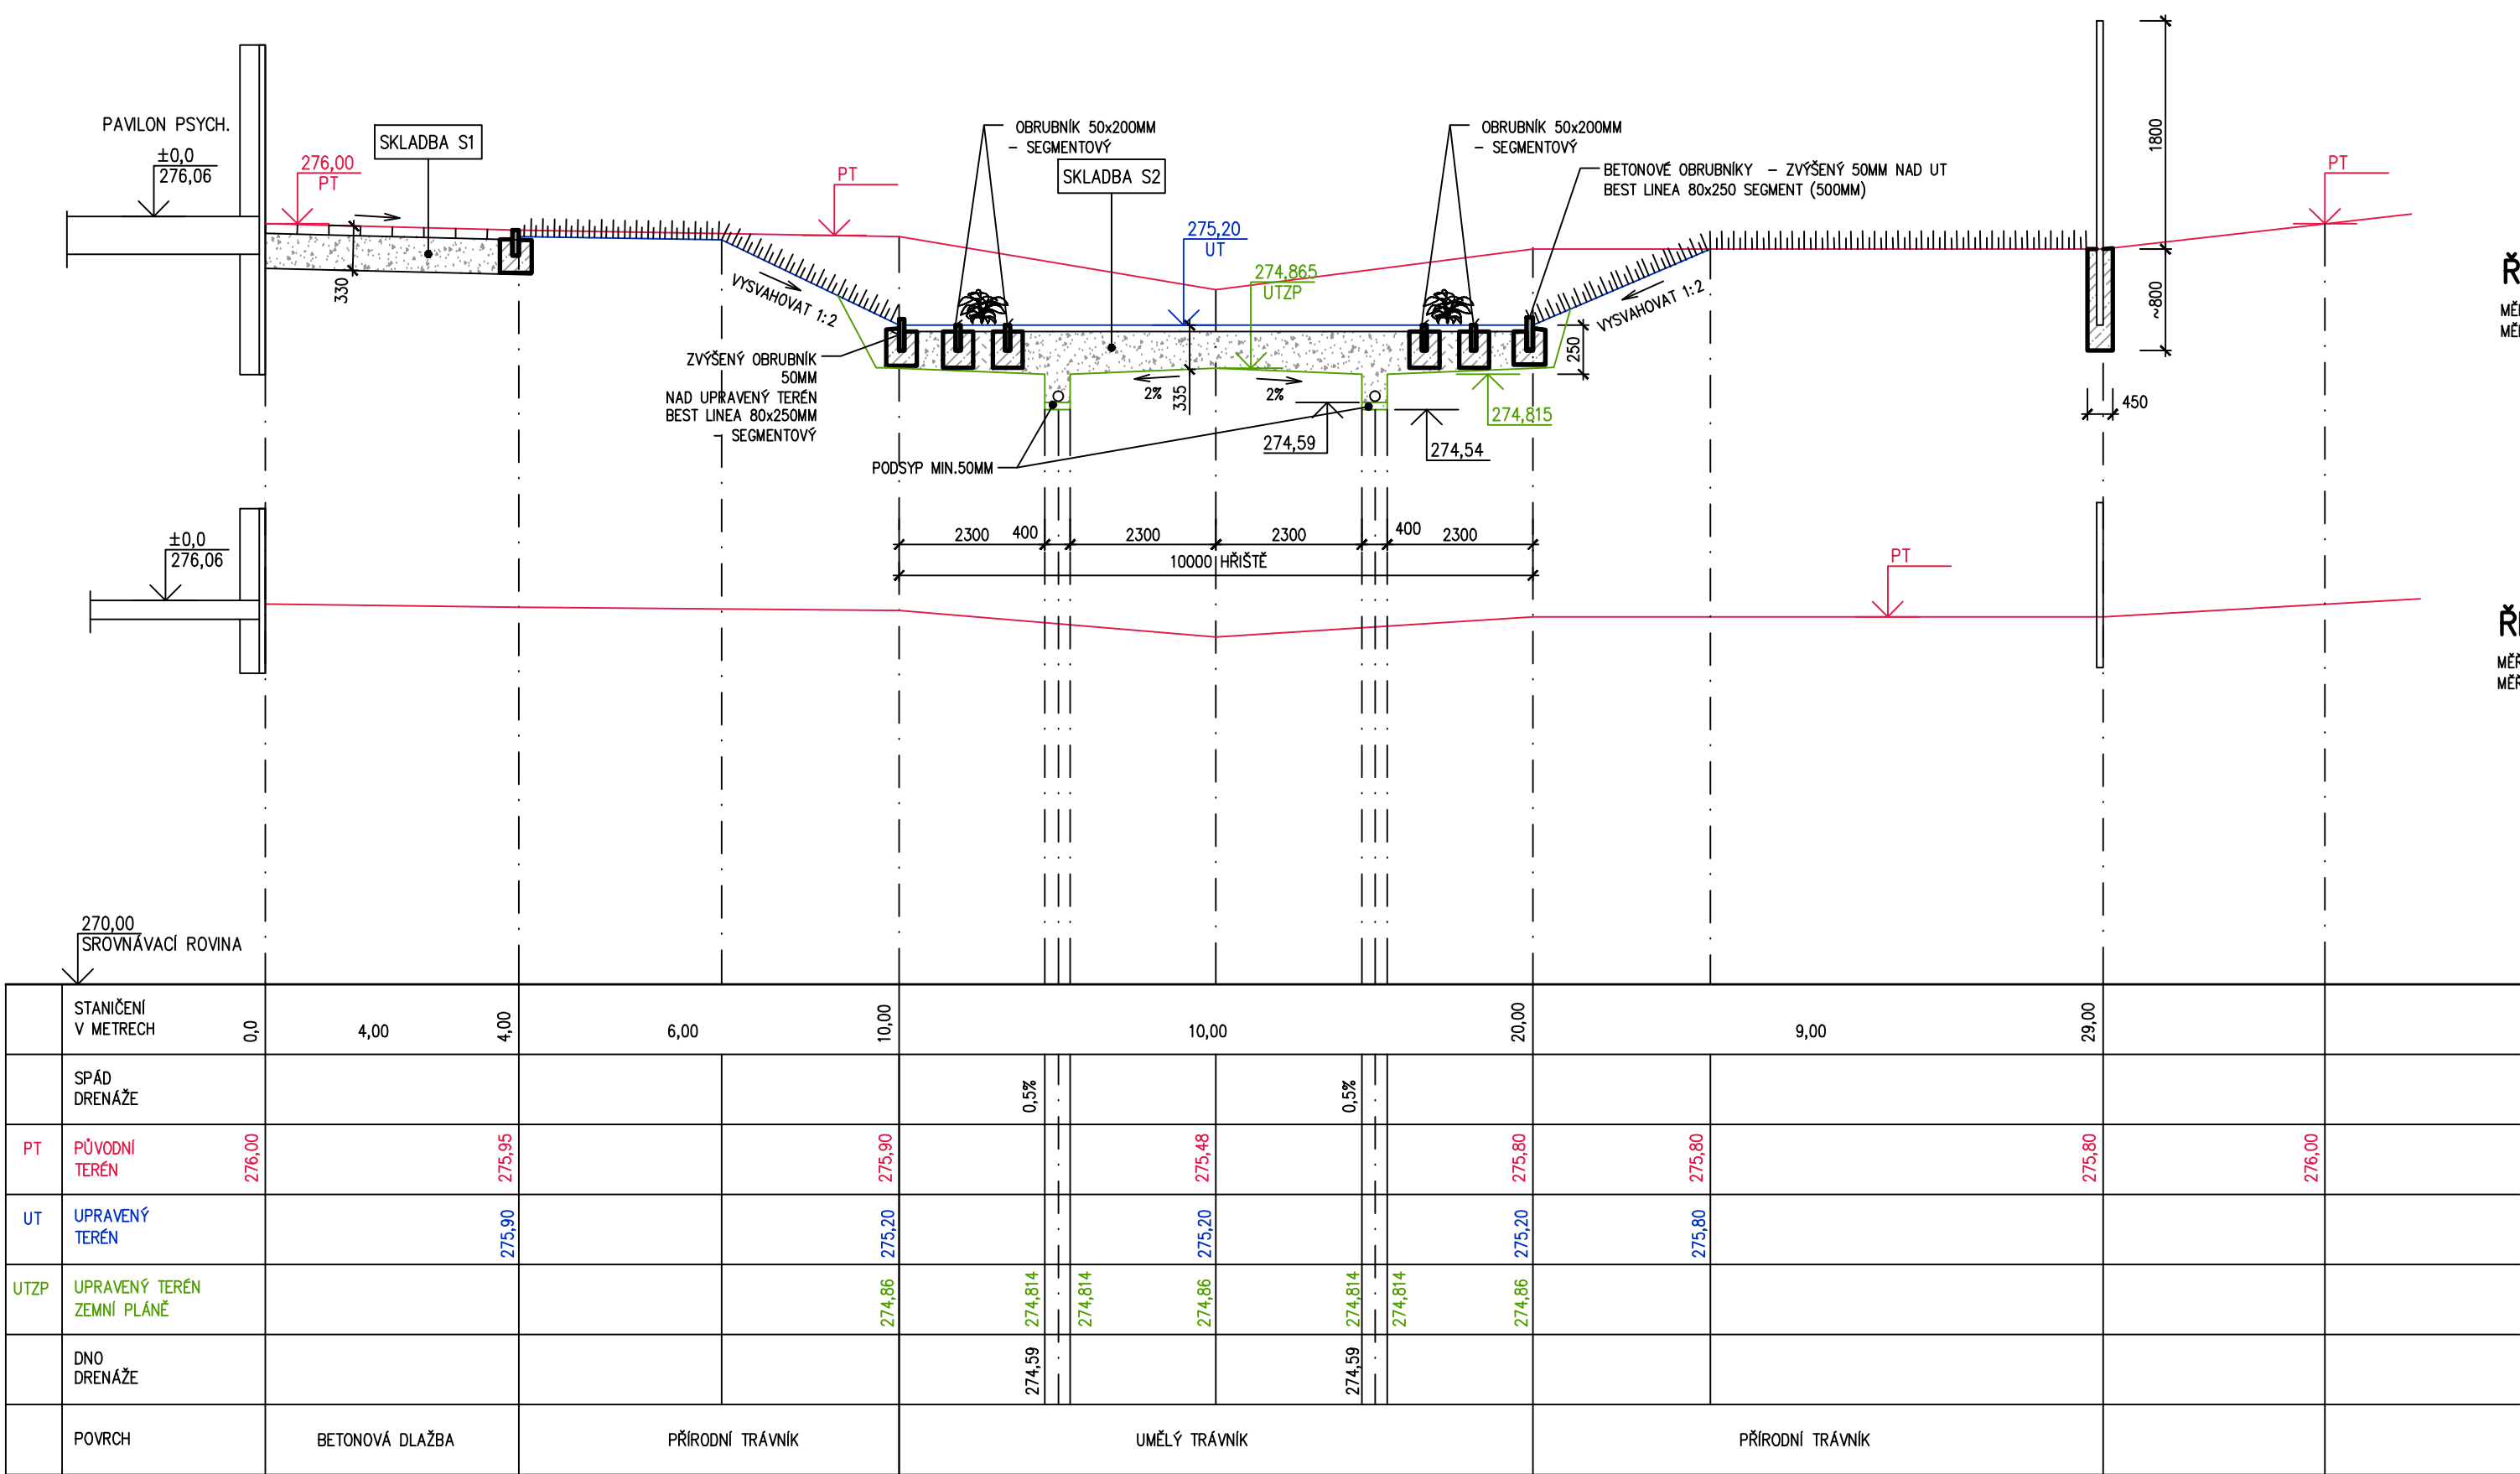 PAVILON PSYCH.
±0,0
276,06
276,00
PT
SKLADBA S1
330
PT
OBRUBNÍK 50x200MM
- SEGMENTOVÝ
SKLADBA S2
275,20
UT
274,865
UTZP
OBRUBNÍK 50x200MM
- SEGMENTOVÝ
BETONOVÉ OBRUBNÍKY - ZVÝŠENÝ 50MM NAD UT
BEST LINEA 80x250 SEGMENT (500MM)
PT
1800
~800
450
VYSVAHOVAT 1:2
VYSVAHOVAT 1:2
ZVÝŠENÝ OBRUBNÍK
50MM
NAD UPRAVENÝ TERÉN
BEST LINEA 80x250MM
- SEGMENTOVÝ
2%
335
2%
250
274,815
274,59
274,54
PODSYP MIN.50MM
2300
400
2300
2300
400
2300
10000 HŘIŠTĚ
±0,0
276,06
PT
270,00
SROVNÁVACÍ ROVINA
STANIČENÍ
V METRECH
0,0
4,00
4,00
6,00
10,00
10,00
20,00
9,00
29,00
SPÁD
DRENÁŽE
0,5%
0,5%
PT
PŮVODNÍ
TERÉN
276,00
275,95
275,90
275,48
275,80
275,80
275,80
276,00
UT
UPRAVENÝ
TERÉN
275,90
275,20
275,20
275,20
275,80
UTZP
UPRAVENÝ TERÉN
ZEMNÍ PLÁNĚ
274,86
274,814
274,814
274,86
274,814
274,814
274,86
DNO
DRENÁŽE
274,59
274,59
POVRCH
BETONOVÁ DLAŽBA
PŘÍRODNÍ TRÁVNÍK
UMĚLÝ TRÁVNÍK
PŘÍRODNÍ TRÁVNÍK